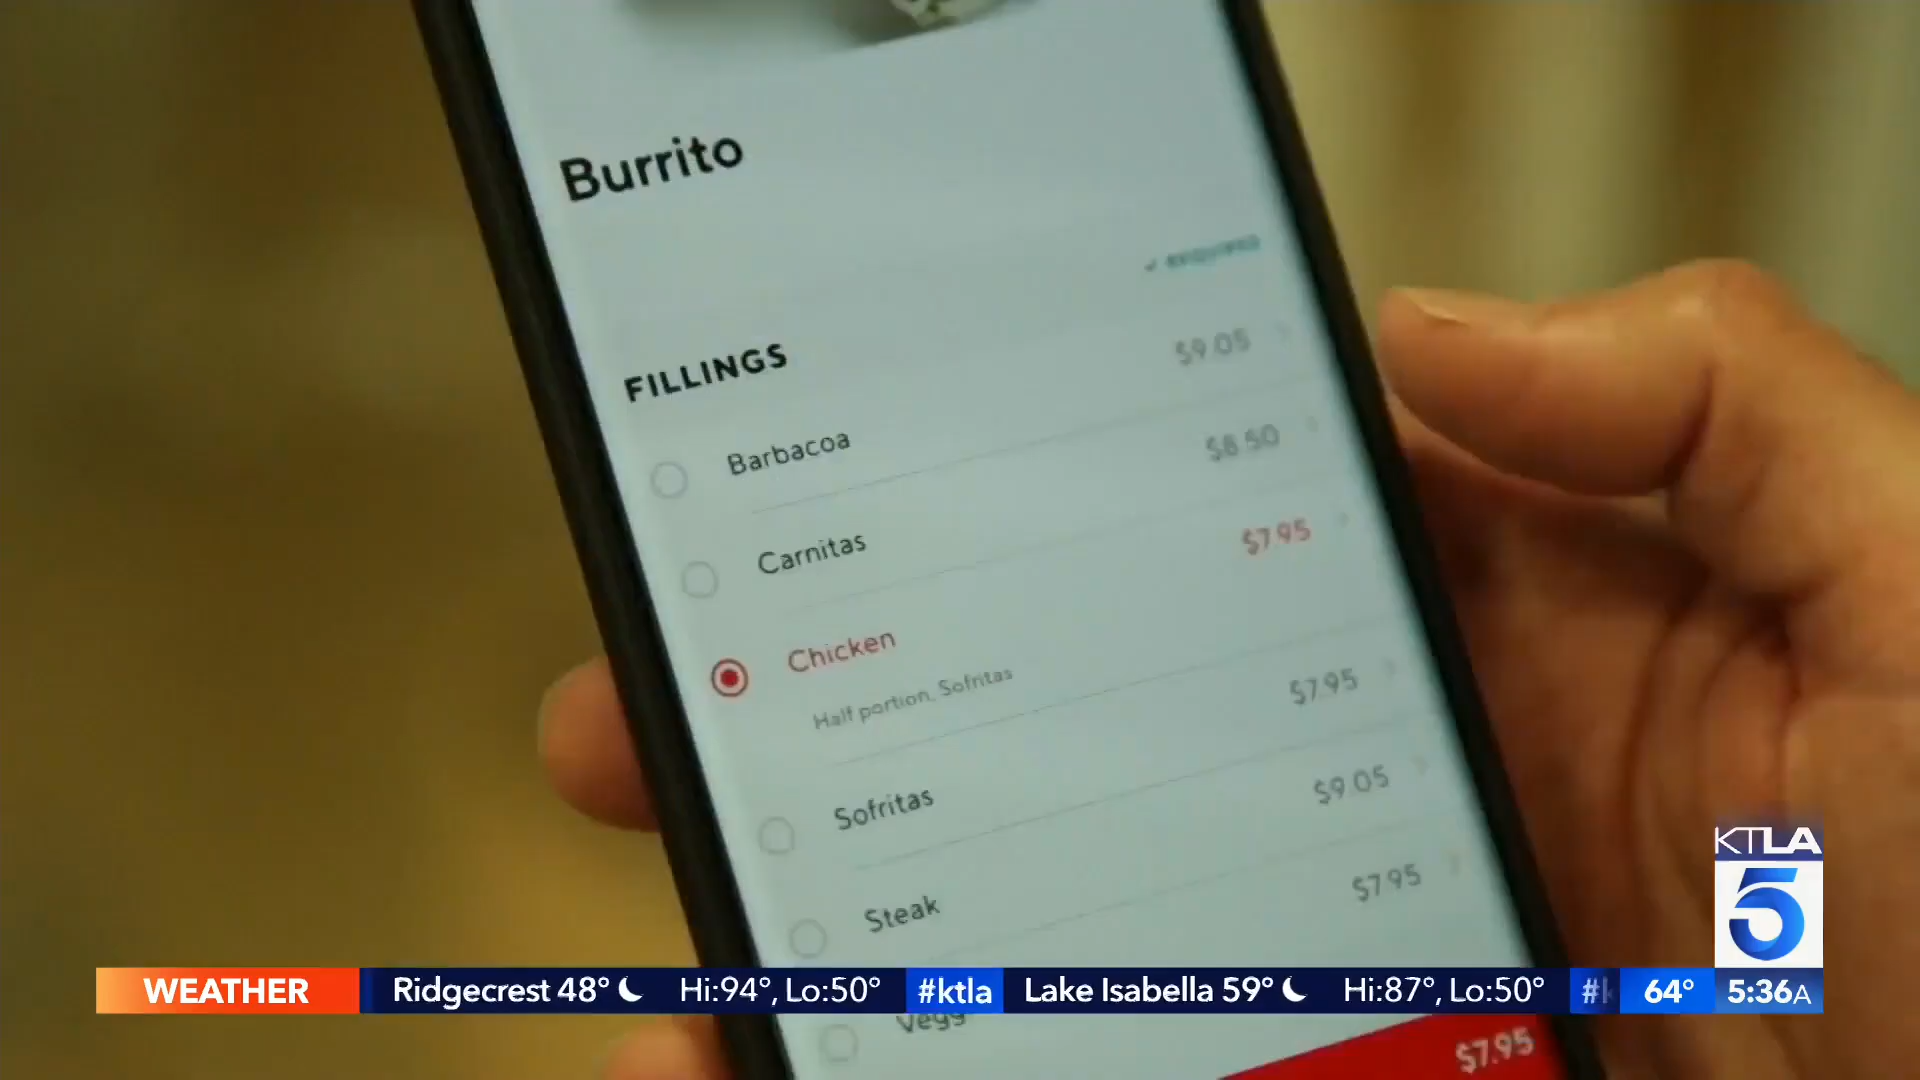 Burrito
✓ REQUIRED
FILLINGS
Barbacoa $9.05
Carnitas $8.50
Chicken $7.95
Half portion, Sofritas
Sofritas $7.95
Steak $9.05
Vegg $7.95
$7.95
KTLA
5
WEATHER Ridgecrest 48° Hi:94°, Lo:50° #ktla Lake Isabella 59° Hi:87°, Lo:50° #k 64° 5:36A